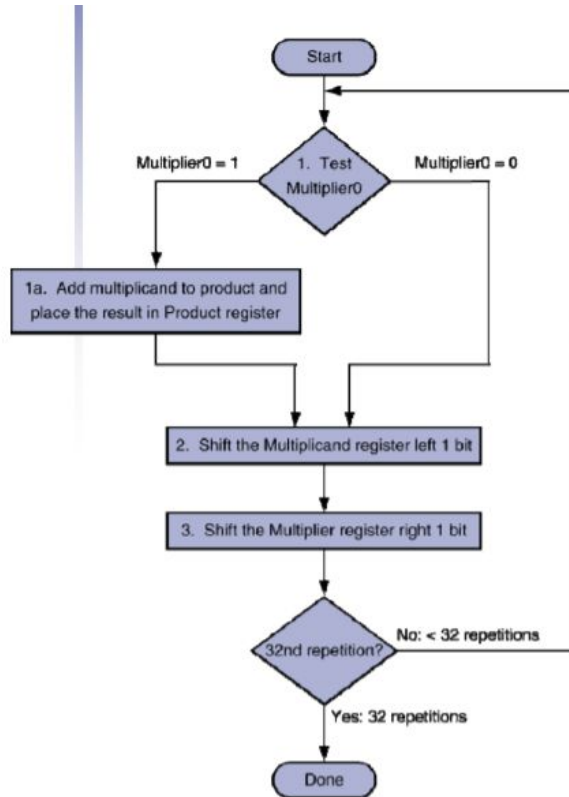 Start
1. Test
Multiplier0
Multiplier0 = 1
Multiplier0 = 0
1a. Add multiplicand to product and
place the result in Product register
2. Shift the Multiplicand register left 1 bit
3. Shift the Multiplier register right 1 bit
32nd repetition?
No: < 32 repetitions
Yes: 32 repetitions
Done